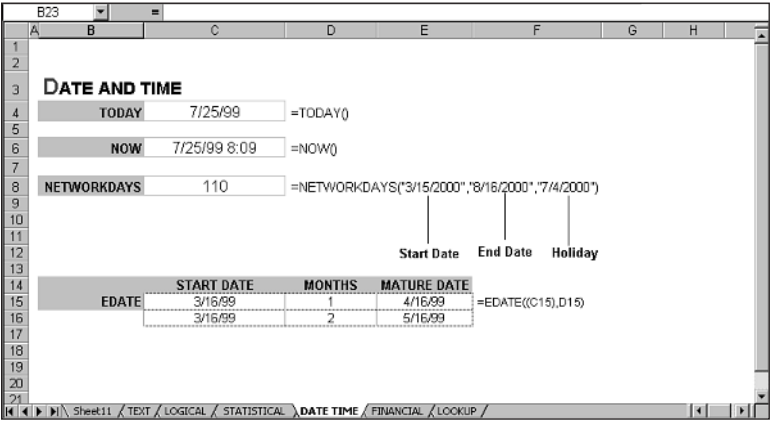 B23 =
A B C D E F G H
1
2
3 DATE AND TIME
4 TODAY 7/25/99 =TODAY()
5
6 NOW 7/25/99 8:09 =NOW()
7
8 NETWORKDAYS 110 =NETWORKDAYS("3/15/2000","8/16/2000","7/4/2000")
9
10
11
12 Start Date End Date Holiday
13
14 START DATE MONTHS MATURE DATE
15 EDATE 3/16/99 1 4/16/99 =EDATE((C15),D15)
16 3/16/99 2 5/16/99
17
18
19
20
21
Sheet11 TEXT LOGICAL STATISTICAL DATE TIME FINANCIAL LOOKUP